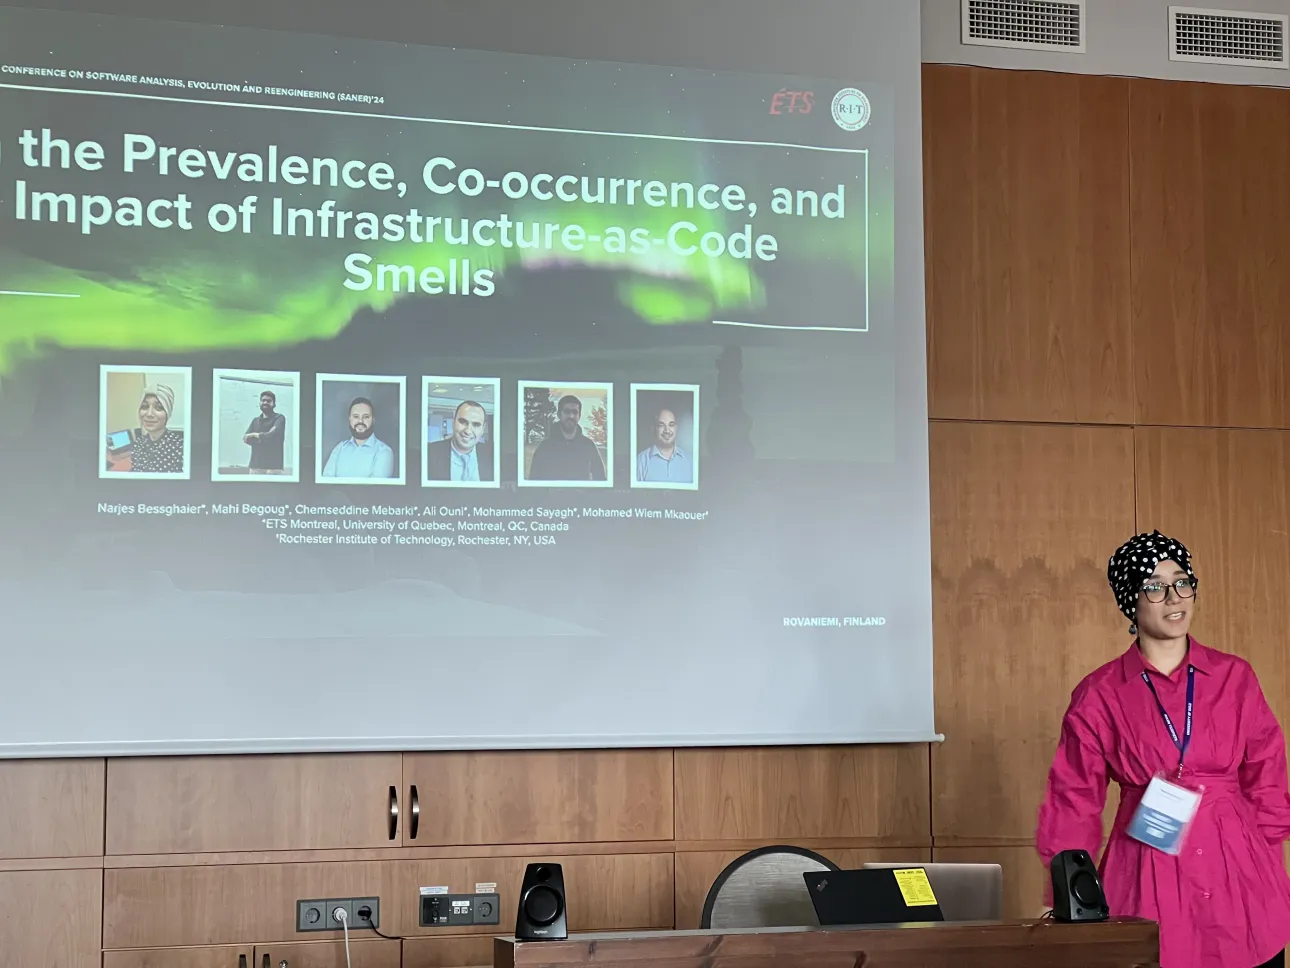 CONFERENCE ON SOFTWARE ANALYSIS, EVOLUTION AND REENGINEERING (SANER)'24
ÉTS
R·I·T
the Prevalence, Co-occurrence, and
Impact of Infrastructure-as-Code
Smells
Narjes Bessghaier*, Mahi Begoug*, Chemseddine Mebarki*, Ali Ouni*, Mohammed Sayagh*, Mohamed Wiem Mkaouer†
*ETS Montreal, University of Quebec, Montreal, QC, Canada
†Rochester Institute of Technology, Rochester, NY, USA
ROVANIEMI, FINLAND
logitech